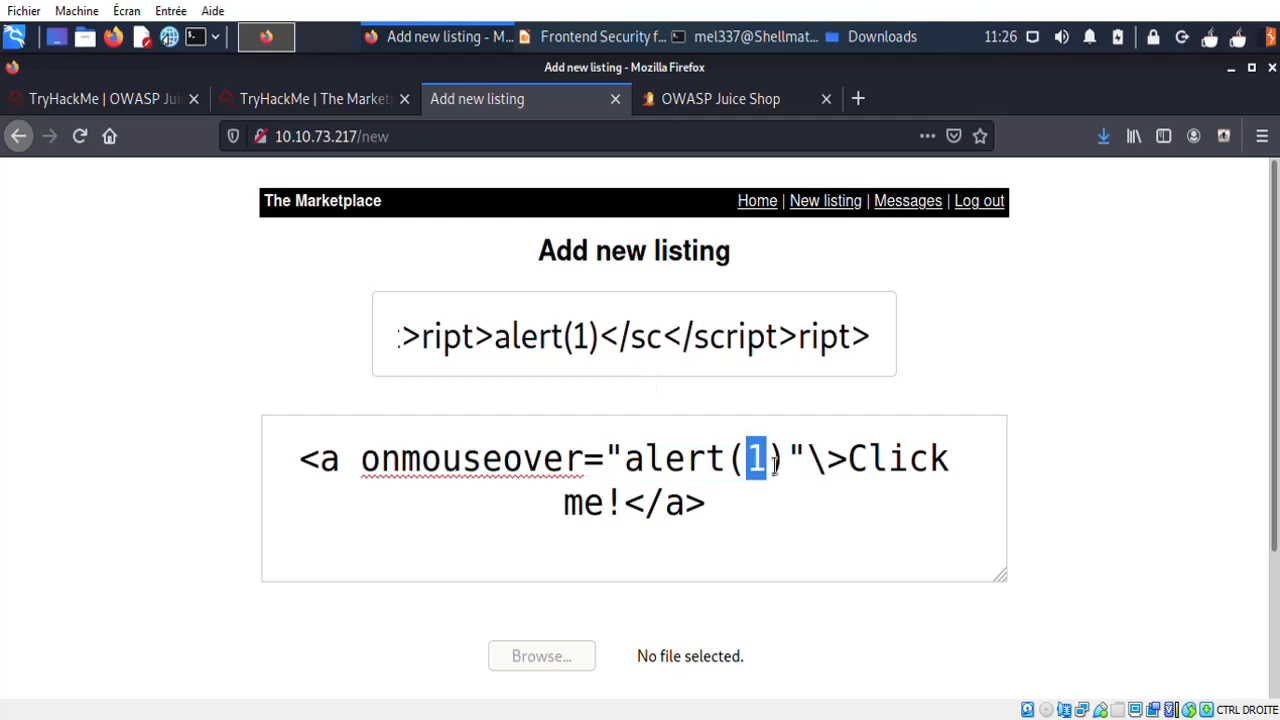 Fichier Machine Écran Entrée Aide
Add new listing - M... Frontend Security f... mel337@Shellmat... Downloads 11:26
Add new listing - Mozilla Firefox
TryHackMe | OWASP Jui TryHackMe | The Market Add new listing OWASP Juice Shop
10.10.73.217/new
The Marketplace Home | New listing | Messages | Log out
Add new listing
>ript>alert(1)</sc</script>ript>
<a onmouseover="alert(1)"\>Click
me!</a>
Browse... No file selected.
CTRL DROITE